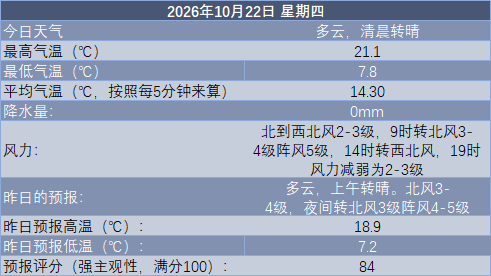 2026年10月22日 星期四
今日天气 多云，清晨转晴
最高气温（℃） 21.1
最低气温（℃） 7.8
平均气温（℃，按照每5分钟来算） 14.30
降水量： 0mm
北到西北风2-3级，9时转北风3-
风力： 4级阵风5级，14时转西北风，19时
风力减弱为2-3级
昨日的预报： 多云，上午转晴。北风3-
4级，夜间转北风3级阵风4-5级
昨日预报高温（℃）： 18.9
昨日预报低温（℃）： 7.2
预报评分（强主观性，满分100）： 84